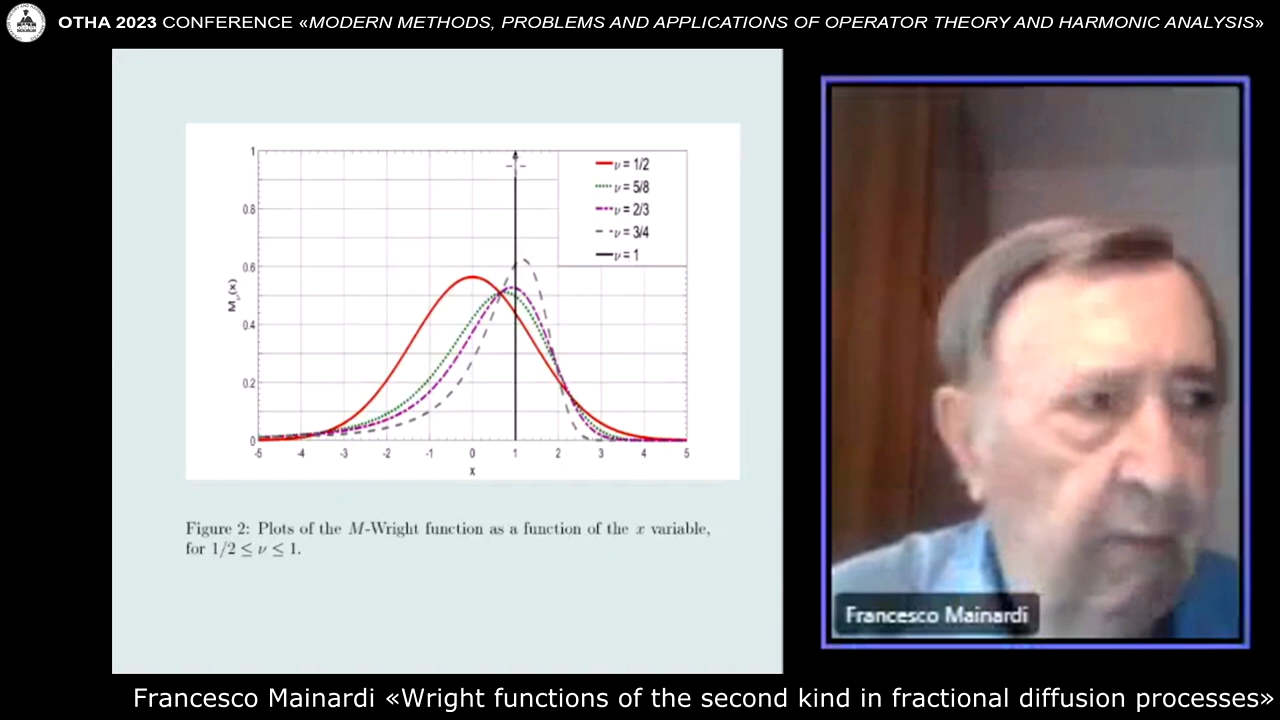 OTHA 2023 CONFERENCE «MODERN METHODS, PROBLEMS AND APPLICATIONS OF OPERATOR THEORY AND HARMONIC ANALYSIS»
1
0.8
0.6
0.4
0.2
0
M_ν(x)
-5 -4 -3 -2 -1 0 1 2 3 4 5
x
ν = 1/2
ν = 5/8
ν = 2/3
ν = 3/4
ν = 1
Figure 2: Plots of the M-Wright function as a function of the x variable,
for 1/2 ≤ ν ≤ 1.
Francesco Mainardi
Francesco Mainardi «Wright functions of the second kind in fractional diffusion processes»